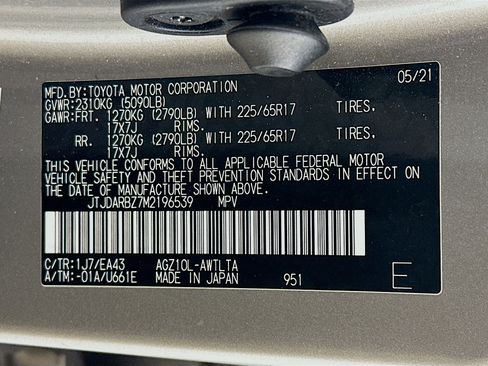 MFD.BY:TOYOTA MOTOR CORPORATION 05/21
GVWR:2310KG (5090LB)
GAWR:FRT. 1270KG (2790LB) WITH 225/65R17 TIRES.
17X7J RIMS.
RR. 1270KG (2790LB) WITH 225/65R17 TIRES.
17X7J RIMS.
THIS VEHICLE CONFORMS TO ALL APPLICABLE FEDERAL MOTOR
VEHICLE SAFETY AND THEFT PREVENTION STANDARDS IN EFFECT ON
THE DATE OF MANUFACTURE SHOWN ABOVE.
JTJDARBZ7M2196539 MPV
C/TR:1J7/EA43 AGZ10L-AWTLTA
A/TM:-01A/U661E MADE IN JAPAN 951 E